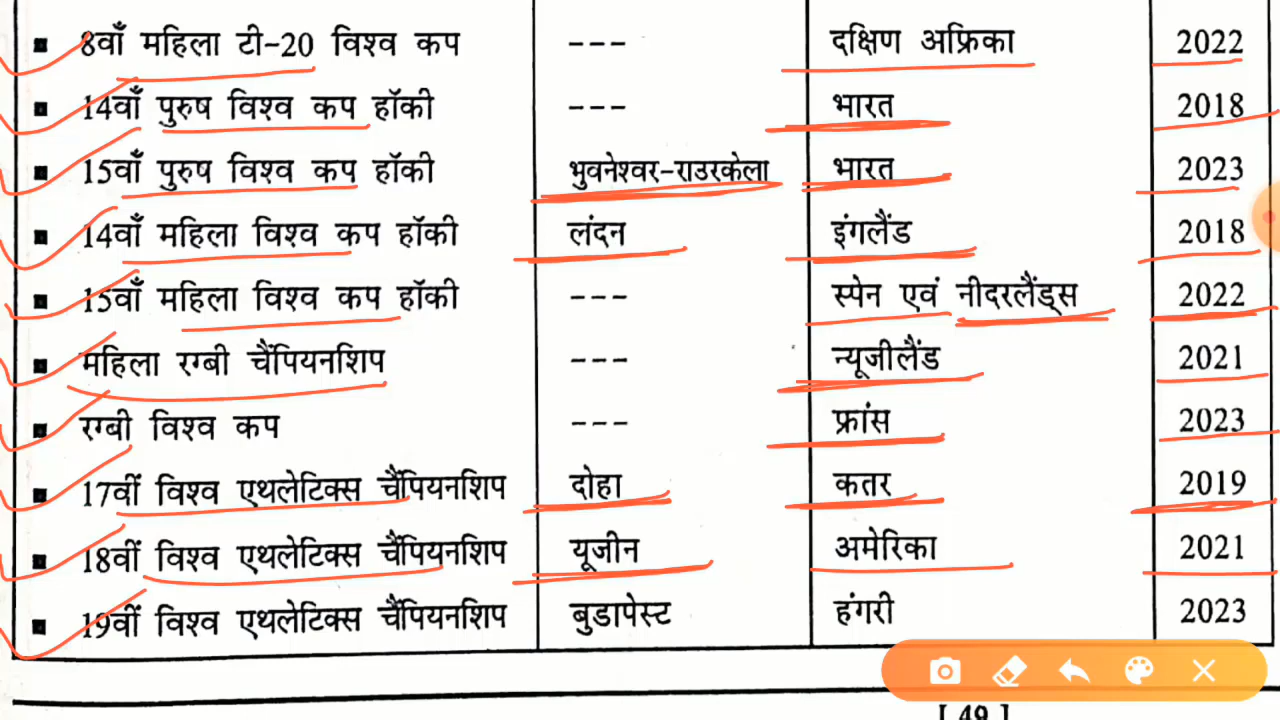 ▪ 8वाँ महिला टी-20 विश्व कप --- दक्षिण अफ्रिका 2022
▪ 14वाँ पुरुष विश्व कप हॉकी --- भारत 2018
▪ 15वाँ पुरुष विश्व कप हॉकी भुवनेश्वर-राउरकेला भारत 2023
▪ 14वाँ महिला विश्व कप हॉकी लंदन इंगलैंड 2018
▪ 15वाँ महिला विश्व कप हॉकी --- स्पेन एवं नीदरलैंड्स 2022
▪ महिला रग्बी चैंपियनशिप --- न्यूजीलैंड 2021
▪ रग्बी विश्व कप --- फ्रांस 2023
▪ 17वीं विश्व एथलेटिक्स चैंपियनशिप दोहा कतर 2019
▪ 18वीं विश्व एथलेटिक्स चैंपियनशिप यूजीन अमेरिका 2021
▪ 19वीं विश्व एथलेटिक्स चैंपियनशिप बुडापेस्ट हंगरी 2023
[ 49 ]